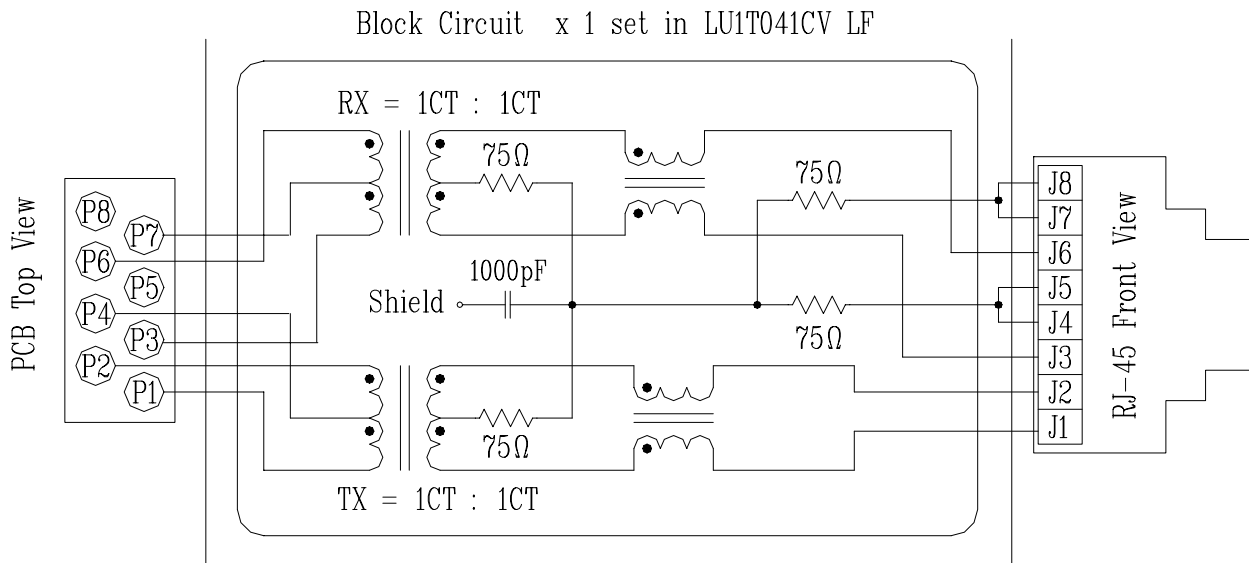 Block Circuit x 1 set in LU1T041CV LF
RX = 1CT : 1CT
75Ω
75Ω
PCB Top View
P8
P7
P6
P5
P4
P3
P2
P1
1000pF
Shield
75Ω
75Ω
TX = 1CT : 1CT
J8
J7
J6
J5
J4
J3
J2
J1
RJ-45 Front View